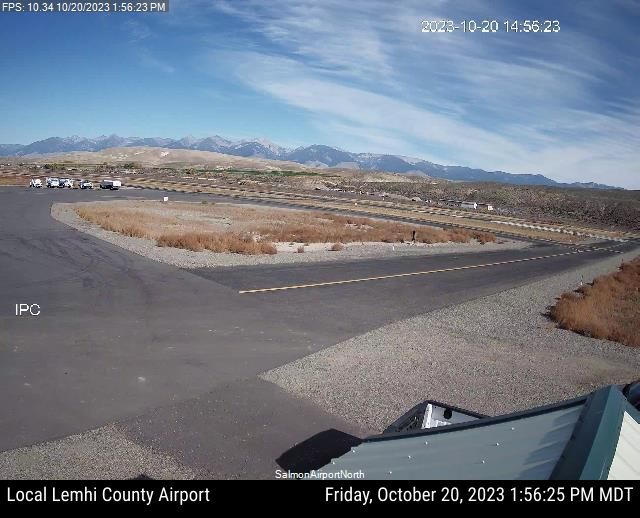 FPS: 10.34 10/20/2023 1:56:23 PM
2023-10-20 14:56:23
IPC
SalmonAirportNorth
Local Lemhi County Airport Friday, October 20, 2023 1:56:25 PM MDT